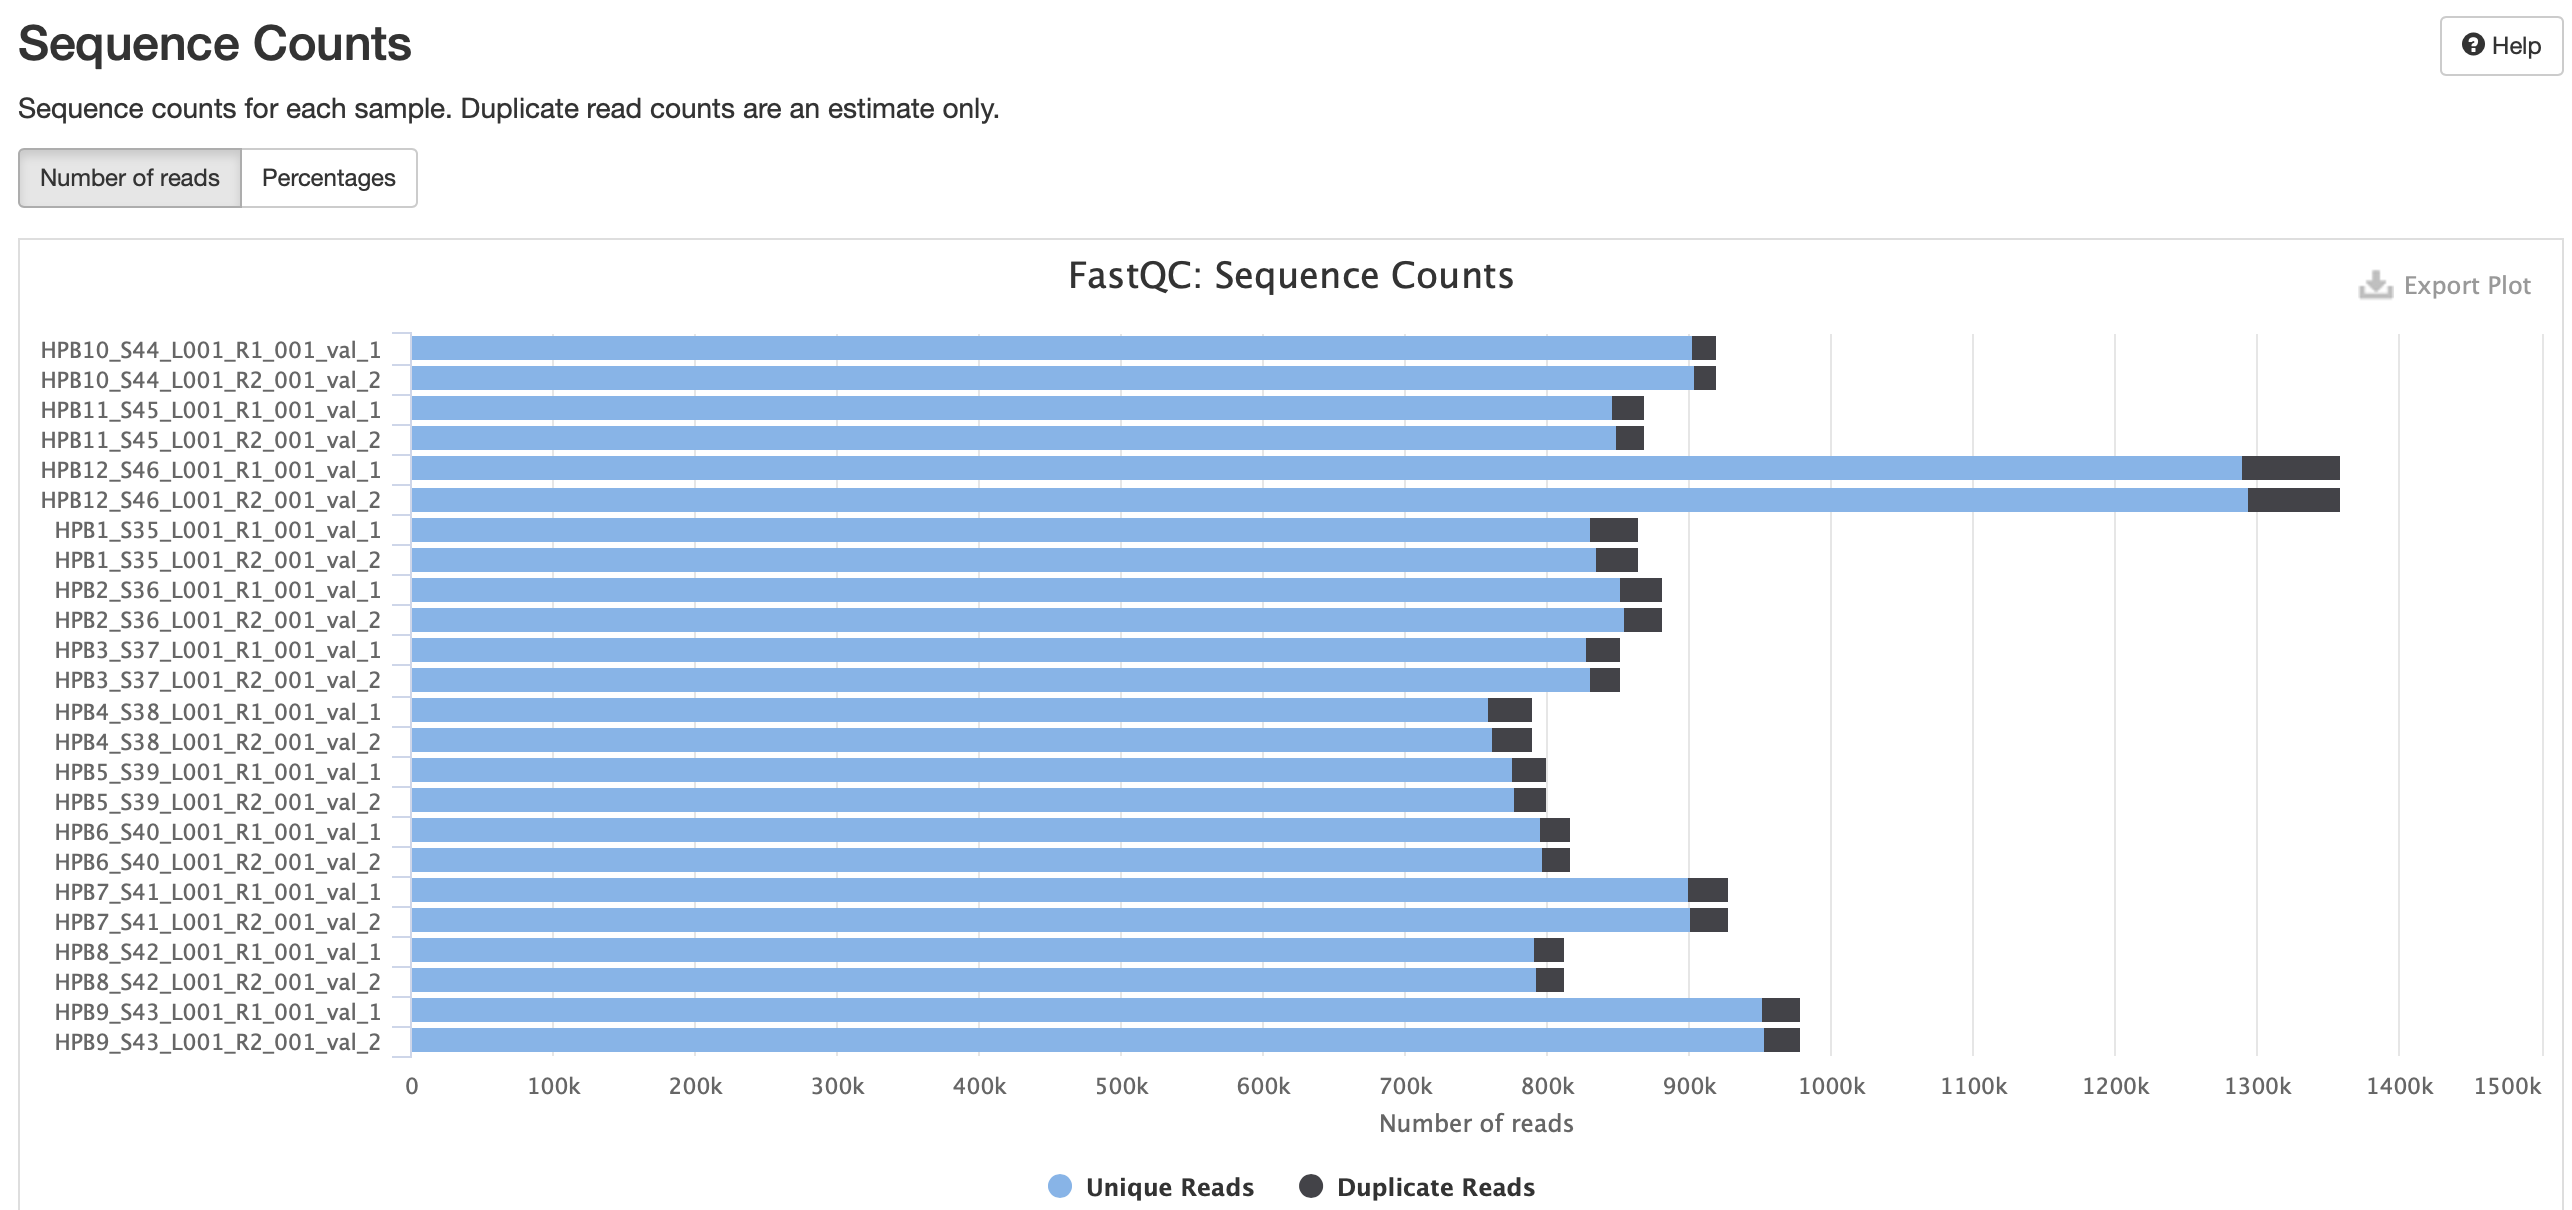 Sequence Counts
Help
Sequence counts for each sample. Duplicate read counts are an estimate only.
Number of reads
Percentages
FastQC: Sequence Counts
Export Plot
HPB10_S44_L001_R1_001_val_1
HPB10_S44_L001_R2_001_val_2
HPB11_S45_L001_R1_001_val_1
HPB11_S45_L001_R2_001_val_2
HPB12_S46_L001_R1_001_val_1
HPB12_S46_L001_R2_001_val_2
HPB1_S35_L001_R1_001_val_1
HPB1_S35_L001_R2_001_val_2
HPB2_S36_L001_R1_001_val_1
HPB2_S36_L001_R2_001_val_2
HPB3_S37_L001_R1_001_val_1
HPB3_S37_L001_R2_001_val_2
HPB4_S38_L001_R1_001_val_1
HPB4_S38_L001_R2_001_val_2
HPB5_S39_L001_R1_001_val_1
HPB5_S39_L001_R2_001_val_2
HPB6_S40_L001_R1_001_val_1
HPB6_S40_L001_R2_001_val_2
HPB7_S41_L001_R1_001_val_1
HPB7_S41_L001_R2_001_val_2
HPB8_S42_L001_R1_001_val_1
HPB8_S42_L001_R2_001_val_2
HPB9_S43_L001_R1_001_val_1
HPB9_S43_L001_R2_001_val_2
0 100k 200k 300k 400k 500k 600k 700k 800k 900k 1000k 1100k 1200k 1300k 1400k 1500k
Number of reads
Unique Reads Duplicate Reads